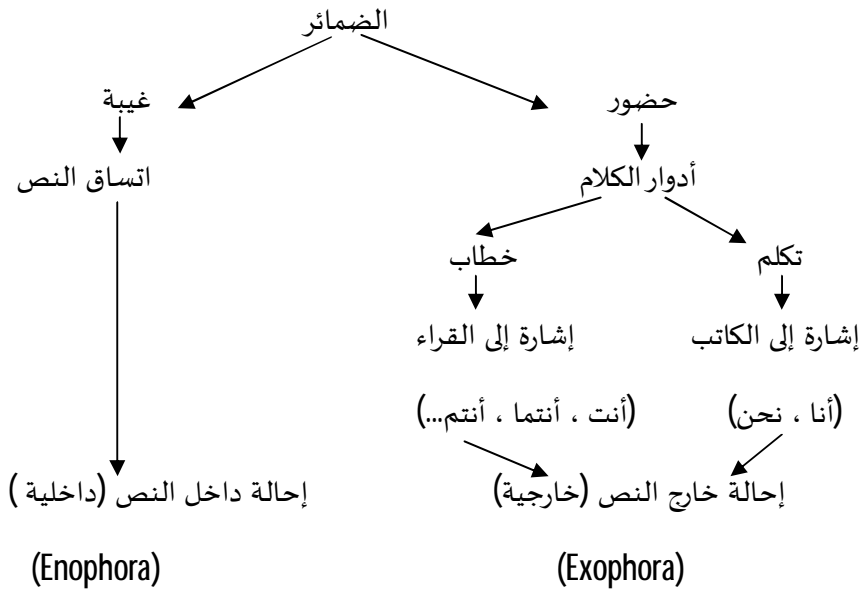 الضمائر
حضور
غيبة
أدوار الكلام
اتساق النص
تكلم
خطاب
إشارة إلى الكاتب
إشارة إلى القراء
(أنا ، نحن)
(أنت ، أنتما ، أنتم...)
إحالة خارج النص (خارجية)
إحالة داخل النص (داخلية )
(Exophora)
(Enophora)